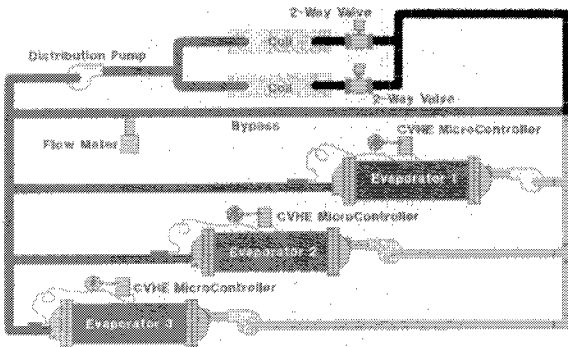 2-Way Valve
Coil
Distribution Pump
Coil
2-Way Valve
Bypass
CVHE MicroController
Flow Meter
Evaporator 1
CVHE MicroController
Evaporator 2
CVHE MicroController
Evaporator 3